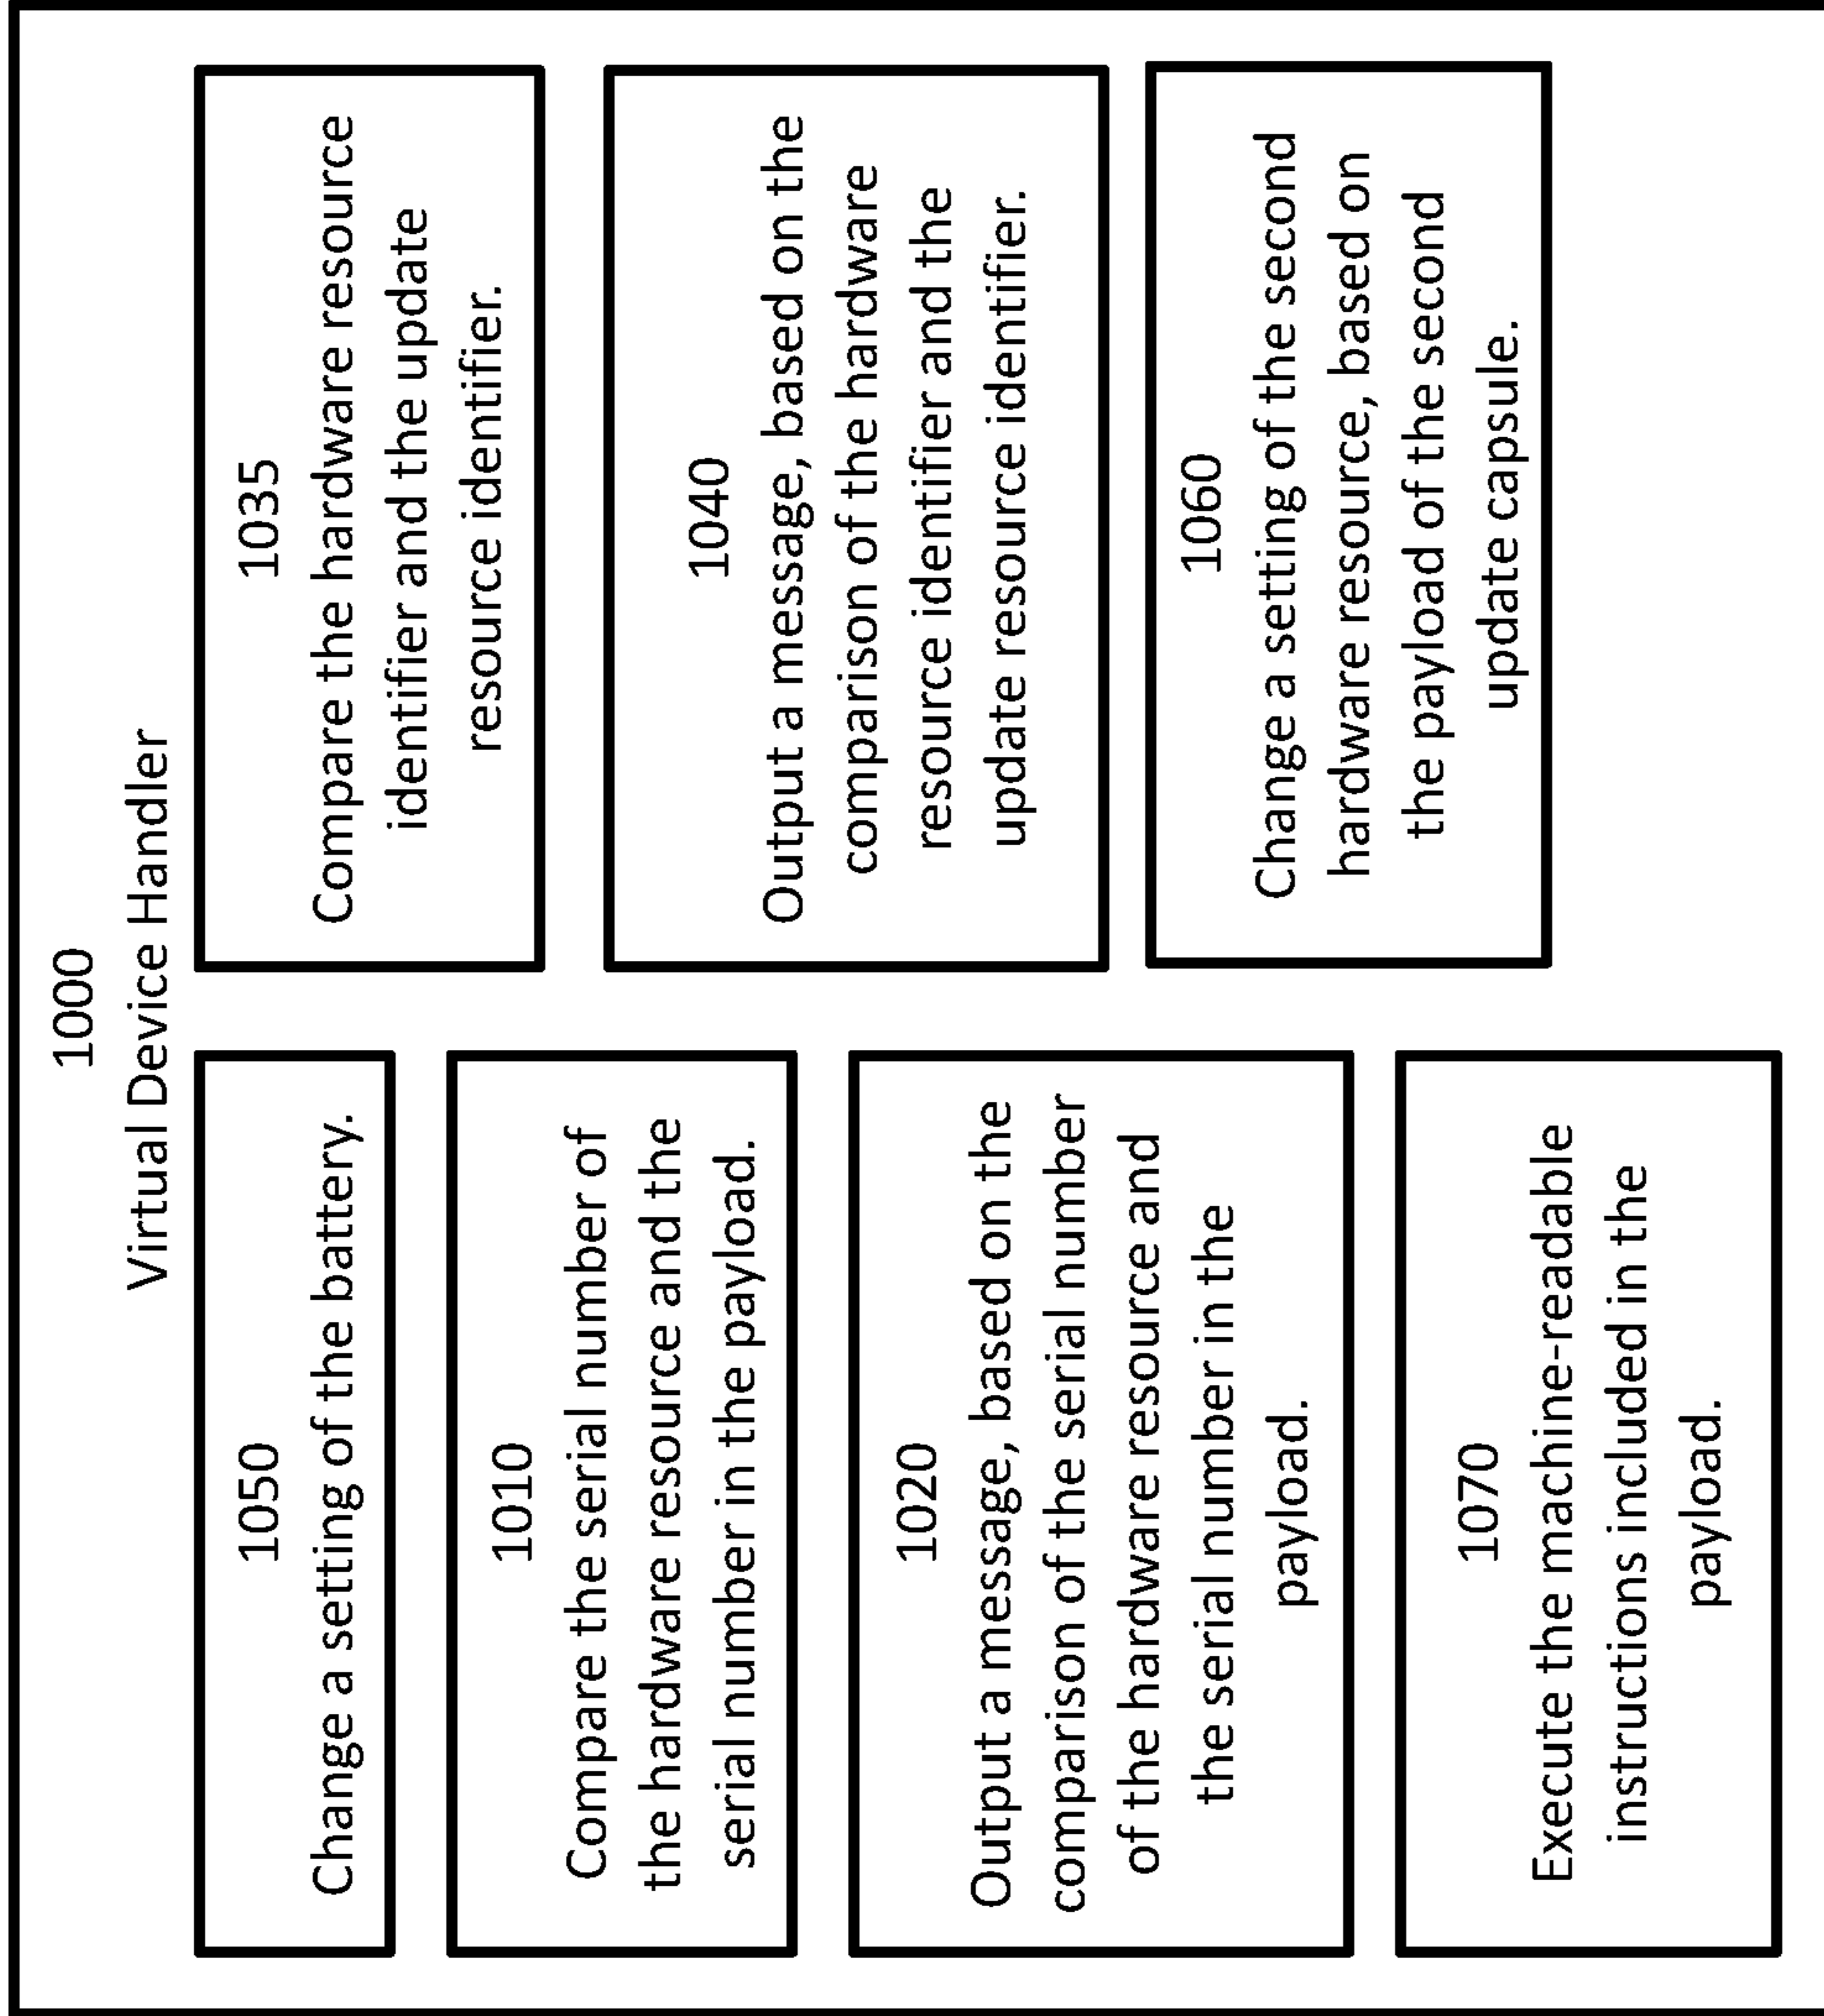 1000
Virtual Device Handler
1050
Change a setting of the battery.
1010
Compare the serial number of
the hardware resource and the
serial number in the payload.
1020
Output a message, based on the
comparison of the serial number
of the hardware resource and
the serial number in the
payload.
1070
Execute the machine-readable
instructions included in the
payload.
1035
Compare the hardware resource
identifier and the update
resource identifier.
1040
Output a message, based on the
comparison of the hardware
resource identifier and the
update resource identifier.
1060
Change a setting of the second
hardware resource, based on
the payload of the second
update capsule.